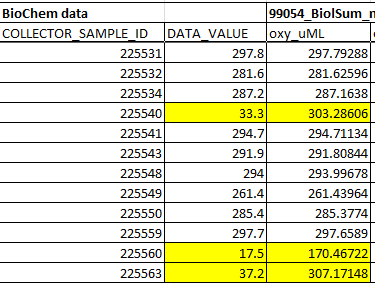 BioChem data 99054_BiolSum_n
COLLECTOR_SAMPLE_ID DATA_VALUE oxy_uML
225531 297.8 297.79288
225532 281.6 281.62596
225534 287.2 287.1638
225540 33.3 303.28606
225541 294.7 294.71134
225543 291.9 291.80844
225548 294 293.99678
225549 261.4 261.43964
225550 285.4 285.3774
225559 297.7 297.6589
225560 17.5 170.46722
225563 37.2 307.17148